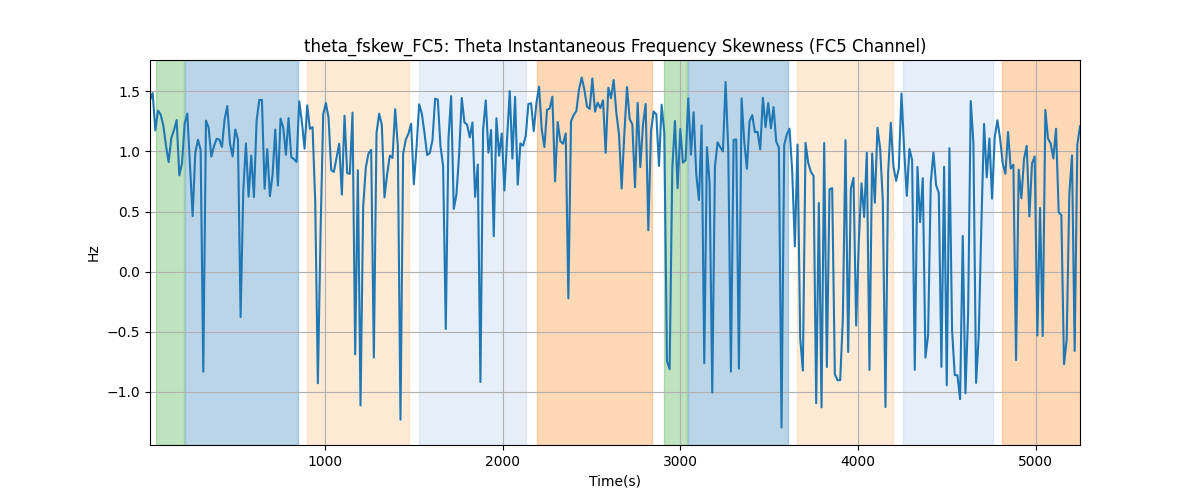 theta_fskew_FC5: Theta Instantaneous Frequency Skewness (FC5 Channel)
1.5
1.0
0.5
0.0
−0.5
−1.0
Hz
1000 2000 3000 4000 5000
Time(s)